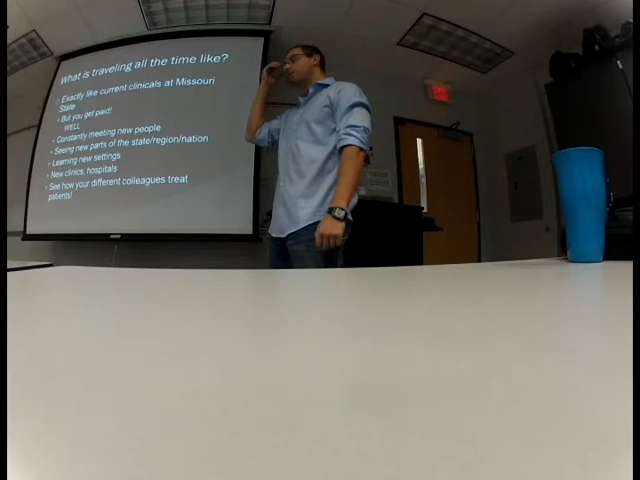 What is traveling all the time like?
Exactly like current clinicals at Missouri
State
But you get paid!
WELL
Constantly meeting new people
Seeing new parts of the state/region/nation
Learning new settings
New clinics, hospitals
See how your different colleagues treat
patients!
EXIT